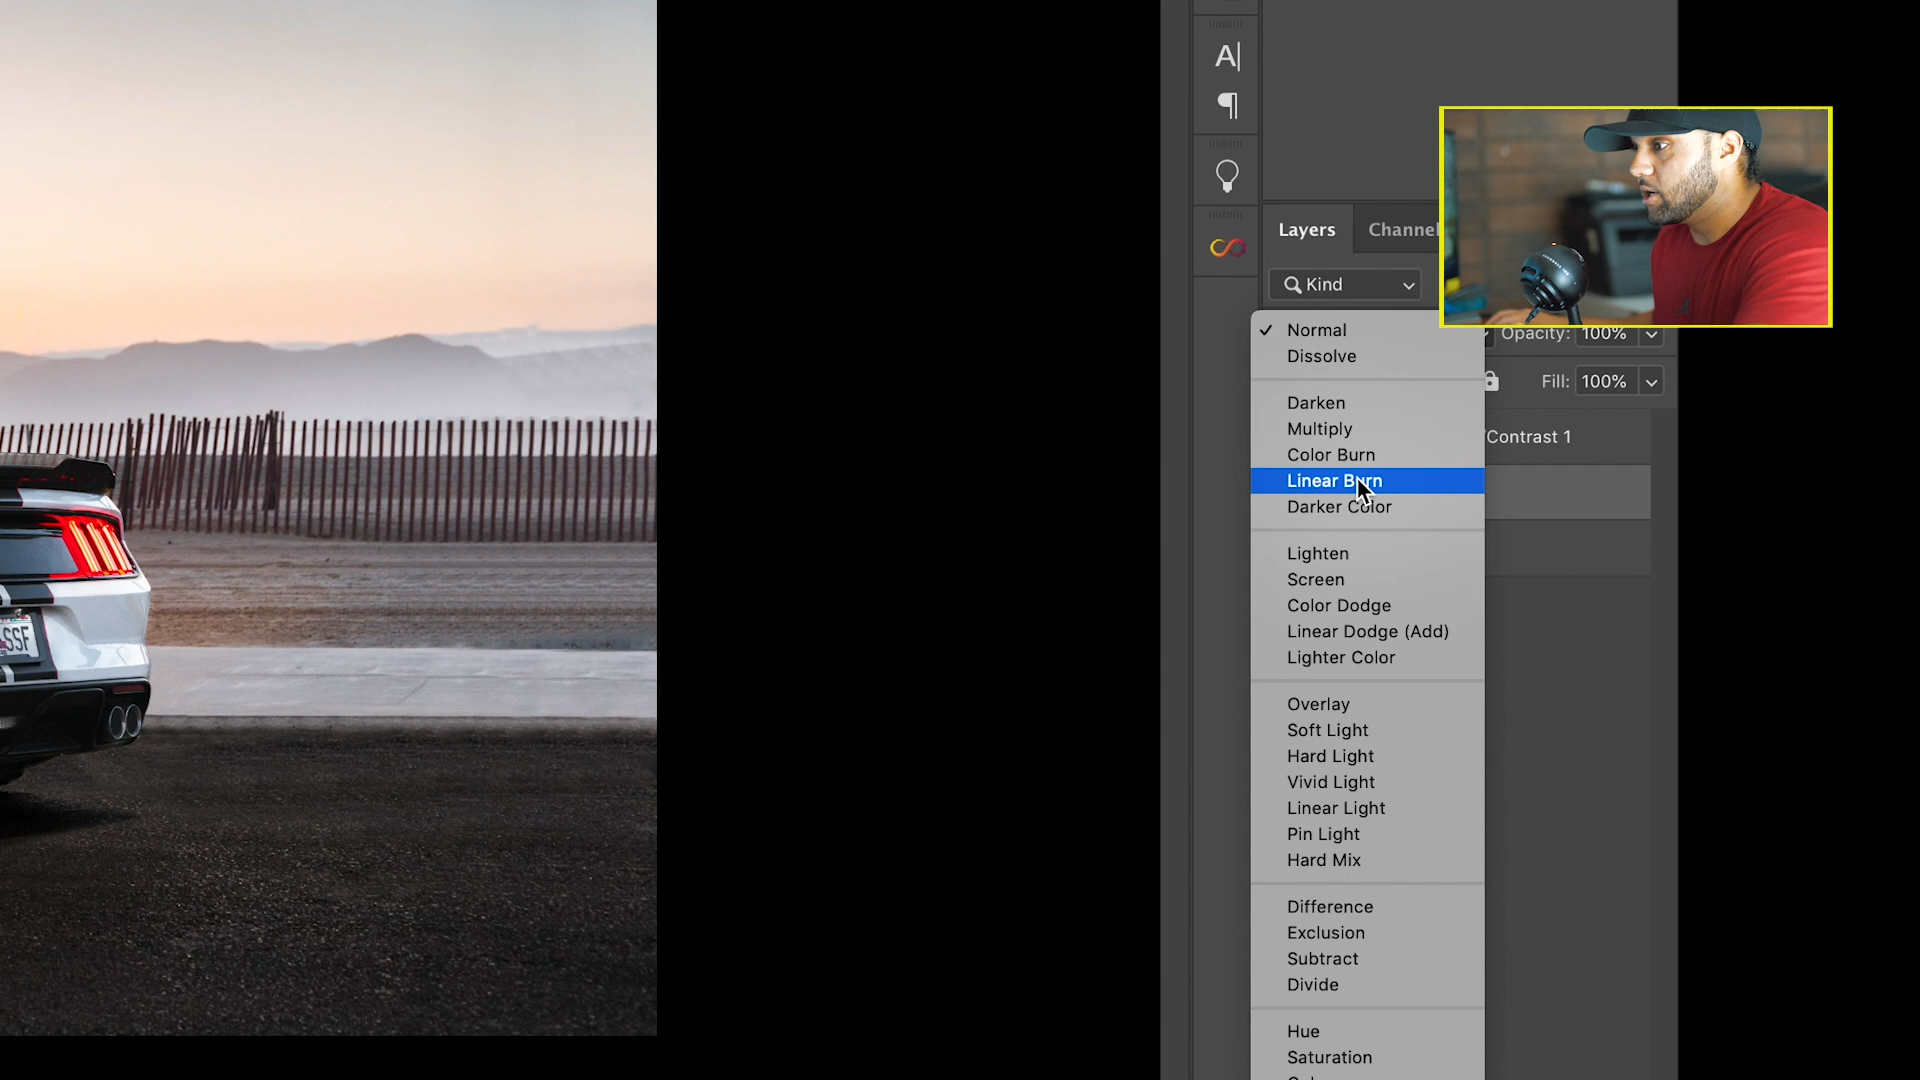 A|
¶
Layers
Channel
Kind
Normal
Opacity: 100%
Dissolve
Fill: 100%
Darken
Multiply
/Contrast 1
Color Burn
Linear Burn
Darker Color
Lighten
Screen
Color Dodge
Linear Dodge (Add)
Lighter Color
SSF
Overlay
Soft Light
Hard Light
Vivid Light
Linear Light
Pin Light
Hard Mix
Difference
Exclusion
Subtract
Divide
Hue
Saturation